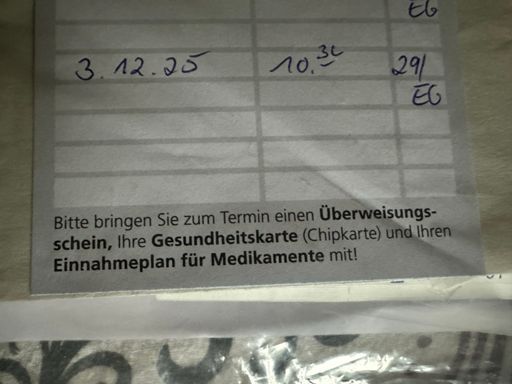 EG
3.12.25 10.30 29/
EG
Bitte bringen Sie zum Termin einen Überweisungs-
schein, Ihre Gesundheitskarte (Chipkarte) und Ihren
Einnahmeplan für Medikamente mit!